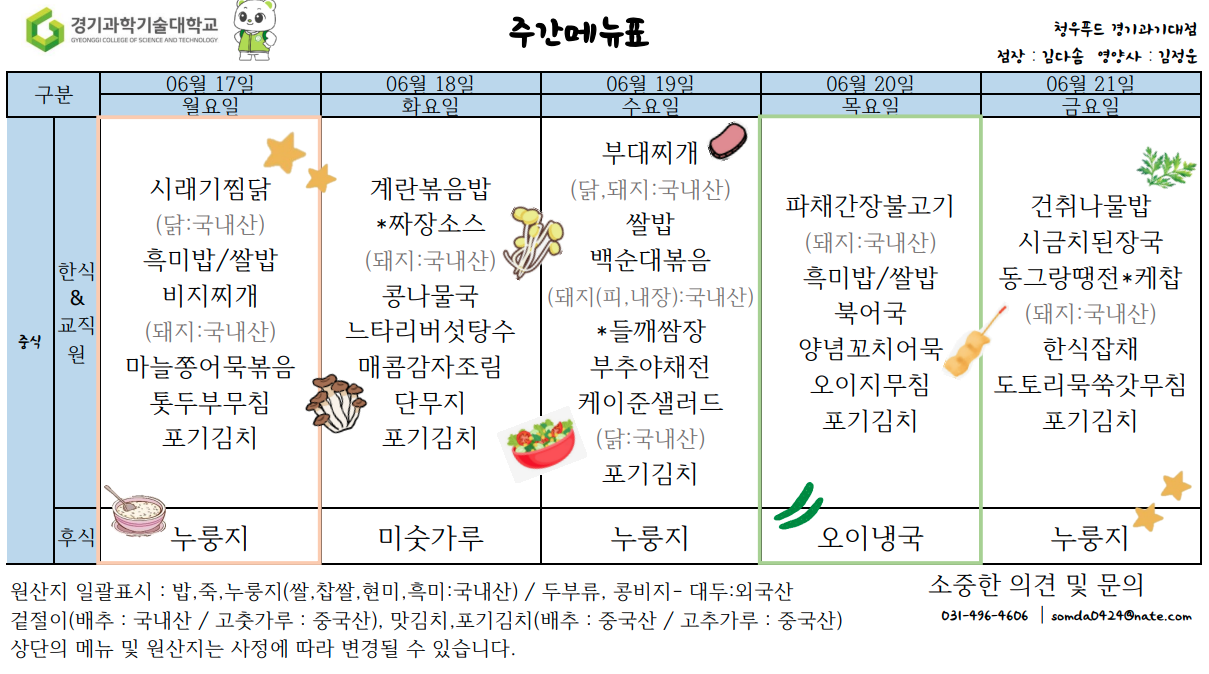 경기과학기술대학교
GYEONGGI COLLEGE OF SCIENCE AND TECHNOLOGY
주간메뉴표
청우푸드 경기과기대점
점장 : 김다솜 영양사 : 김정운
구분
06월 17일
06월 18일
06월 19일
06월 20일
06월 21일
월요일
화요일
수요일
목요일
금요일
중식
한식
&
교직
원
시래기찜닭
(닭:국내산)
흑미밥/쌀밥
비지찌개
(돼지:국내산)
마늘쫑어묵볶음
톳두부무침
포기김치
계란볶음밥
*짜장소스
(돼지:국내산)
콩나물국
느타리버섯탕수
매콤감자조림
단무지
포기김치
부대찌개
(닭,돼지:국내산)
쌀밥
백순대볶음
(돼지(피,내장):국내산)
*들깨쌈장
부추야채전
케이준샐러드
(닭:국내산)
포기김치
파채간장불고기
(돼지:국내산)
흑미밥/쌀밥
북어국
양념꼬치어묵
오이지무침
포기김치
건취나물밥
시금치된장국
동그랑땡전*케찹
(돼지:국내산)
한식잡채
도토리묵쑥갓무침
포기김치
후식
누룽지
미숫가루
누룽지
오이냉국
누룽지
원산지 일괄표시 : 밥,죽,누룽지(쌀,찹쌀,현미,흑미:국내산) / 두부류, 콩비지- 대두:외국산
겉절이(배추 : 국내산 / 고춧가루 : 중국산), 맛김치,포기김치(배추 : 중국산 / 고추가루 : 중국산)
상단의 메뉴 및 원산지는 사정에 따라 변경될 수 있습니다.
소중한 의견 및 문의
031-496-4606 | somda0424@nate.com